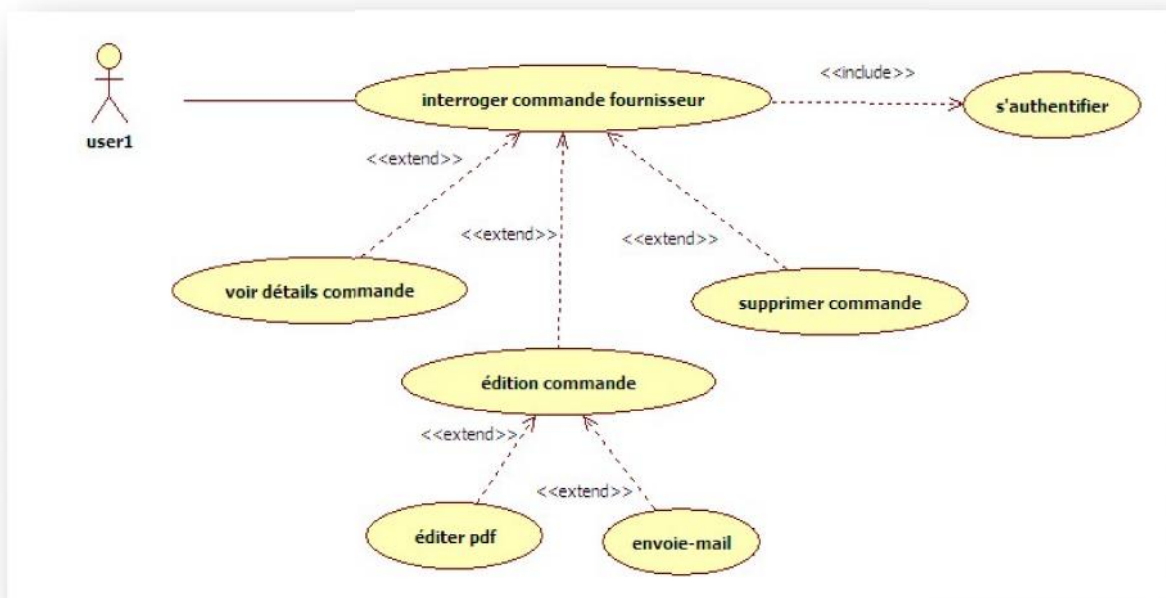 <<include>>
interroger commande fournisseur
s'authentifier
user1
<<extend>>
<<extend>>
<<extend>>
voir détails commande
supprimer commande
édition commande
<<extend>>
<<extend>>
éditer pdf
envoie-mail